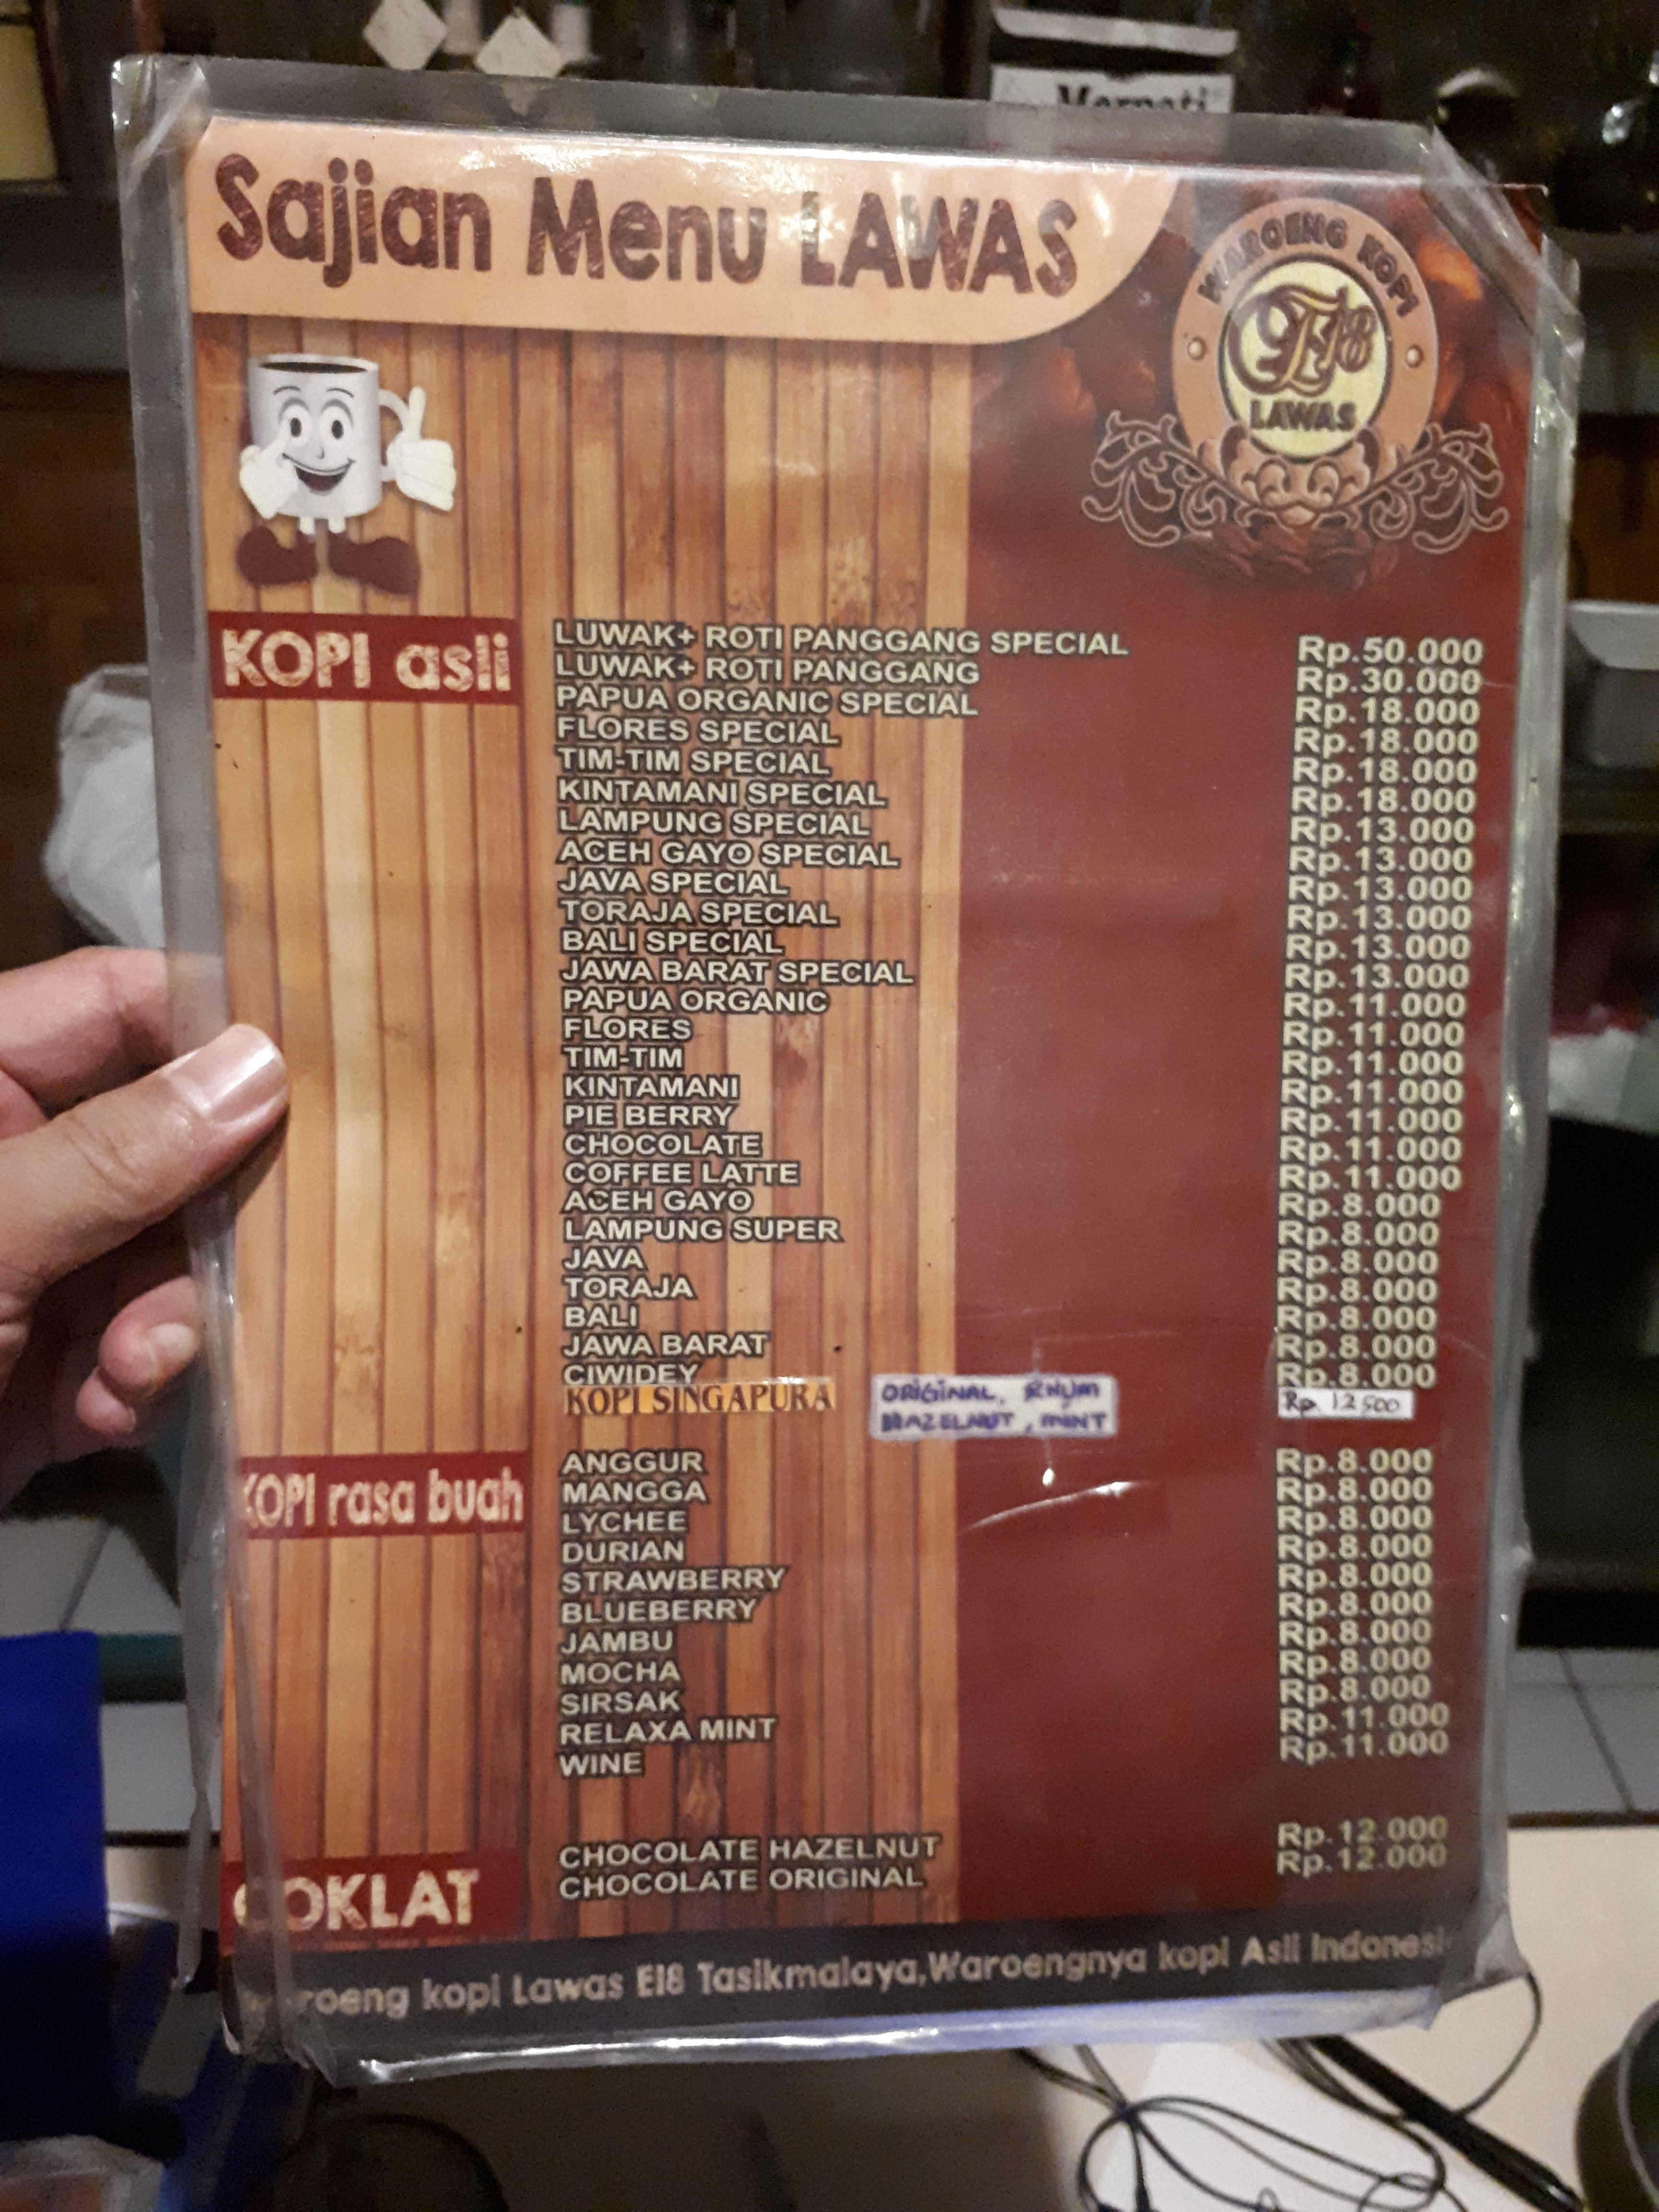 Sajian Menu LAWAS
WAROENG KOPI
E18
LAWAS
KOPI asli
LUWAK+ ROTI PANGGANG SPECIAL Rp.50.000
LUWAK+ ROTI PANGGANG Rp.30.000
PAPUA ORGANIC SPECIAL Rp.18.000
FLORES SPECIAL Rp.18.000
TIM-TIM SPECIAL Rp.18.000
KINTAMANI SPECIAL Rp.18.000
LAMPUNG SPECIAL Rp.13.000
ACEH GAYO SPECIAL Rp.13.000
JAVA SPECIAL Rp.13.000
TORAJA SPECIAL Rp.13.000
BALI SPECIAL Rp.13.000
JAWA BARAT SPECIAL Rp.13.000
PAPUA ORGANIC Rp.11.000
FLORES Rp.11.000
TIM-TIM Rp.11.000
KINTAMANI Rp.11.000
PIE BERRY Rp.11.000
CHOCOLATE Rp.11.000
COFFEE LATTE Rp.11.000
ACEH GAYO Rp.8.000
LAMPUNG SUPER Rp.8.000
JAVA Rp.8.000
TORAJA Rp.8.000
BALI Rp.8.000
JAWA BARAT Rp.8.000
CIWIDEY Rp.8.000
KOPI SINGAPURA ORIGINAL, RHUM Rp 12 500
HAZELNUT, MINT
KOPI rasa buah
ANGGUR Rp.8.000
MANGGA Rp.8.000
LYCHEE Rp.8.000
DURIAN Rp.8.000
STRAWBERRY Rp.8.000
BLUEBERRY Rp.8.000
JAMBU Rp.8.000
MOCHA Rp.8.000
SIRSAK Rp.8.000
RELAXA MINT Rp.11.000
WINE Rp.11.000
COKLAT
CHOCOLATE HAZELNUT Rp.12.000
CHOCOLATE ORIGINAL Rp.12.000
roeng kopi Lawas E18 Tasikmalaya,Waroengnya kopi Asli Indonesi